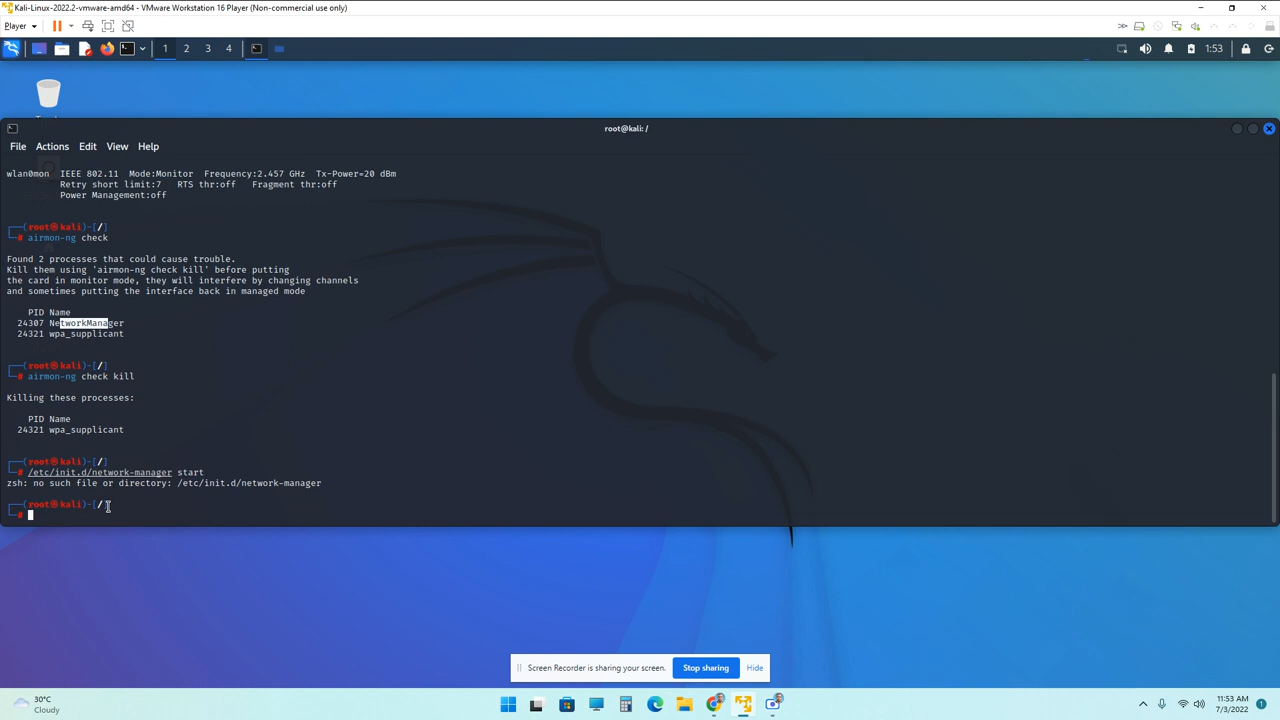 Kali-Linux-2022.2-vmware-amd64 - VMware Workstation 16 Player (Non-commercial use only)
Player
1 2 3 4
1:53
root@kali: /
File Actions Edit View Help
wlan0mon  IEEE 802.11  Mode:Monitor  Frequency:2.457 GHz  Tx-Power=20 dBm
Retry short limit:7  RTS thr:off  Fragment thr:off
Power Management:off
(root㉿kali)-[/]
# airmon-ng check
Found 2 processes that could cause trouble.
Kill them using 'airmon-ng check kill' before putting
the card in monitor mode, they will interfere by changing channels
and sometimes putting the interface back in managed mode
PID Name
24307 NetworkManager
24321 wpa_supplicant
(root㉿kali)-[/]
# airmon-ng check kill
Killing these processes:
PID Name
24321 wpa_supplicant
(root㉿kali)-[/]
# /etc/init.d/network-manager start
zsh: no such file or directory: /etc/init.d/network-manager
(root㉿kali)-[/]
#
Screen Recorder is sharing your screen. Stop sharing Hide
30°C
Cloudy
11:53 AM
7/3/2022
1